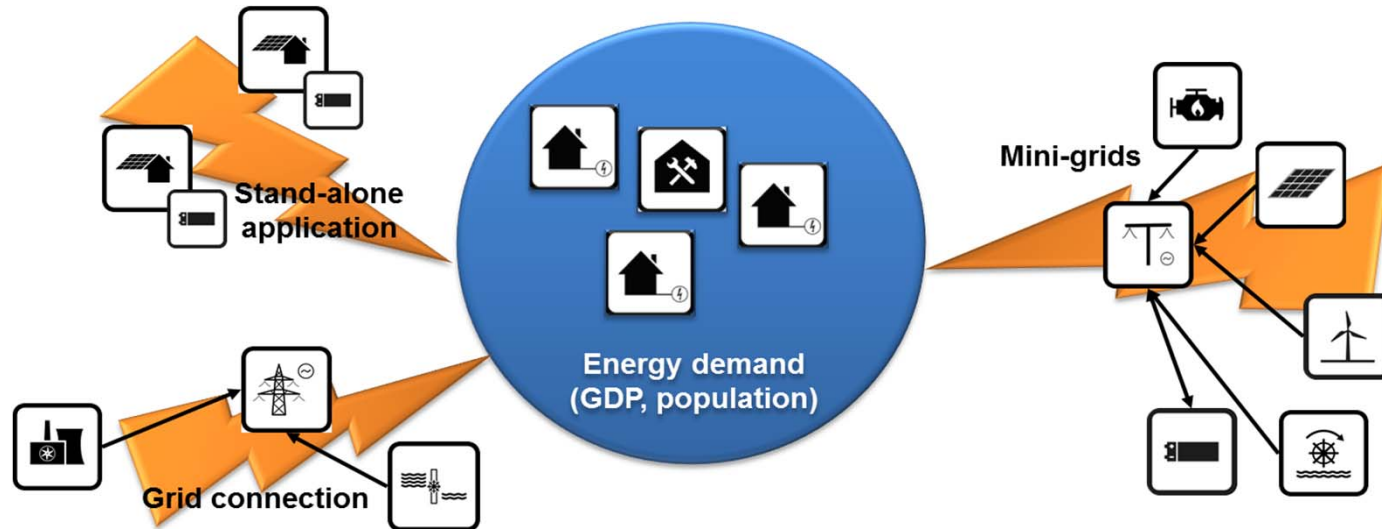 Stand-alone
application
Mini-grids
Energy demand
(GDP, population)
Grid connection